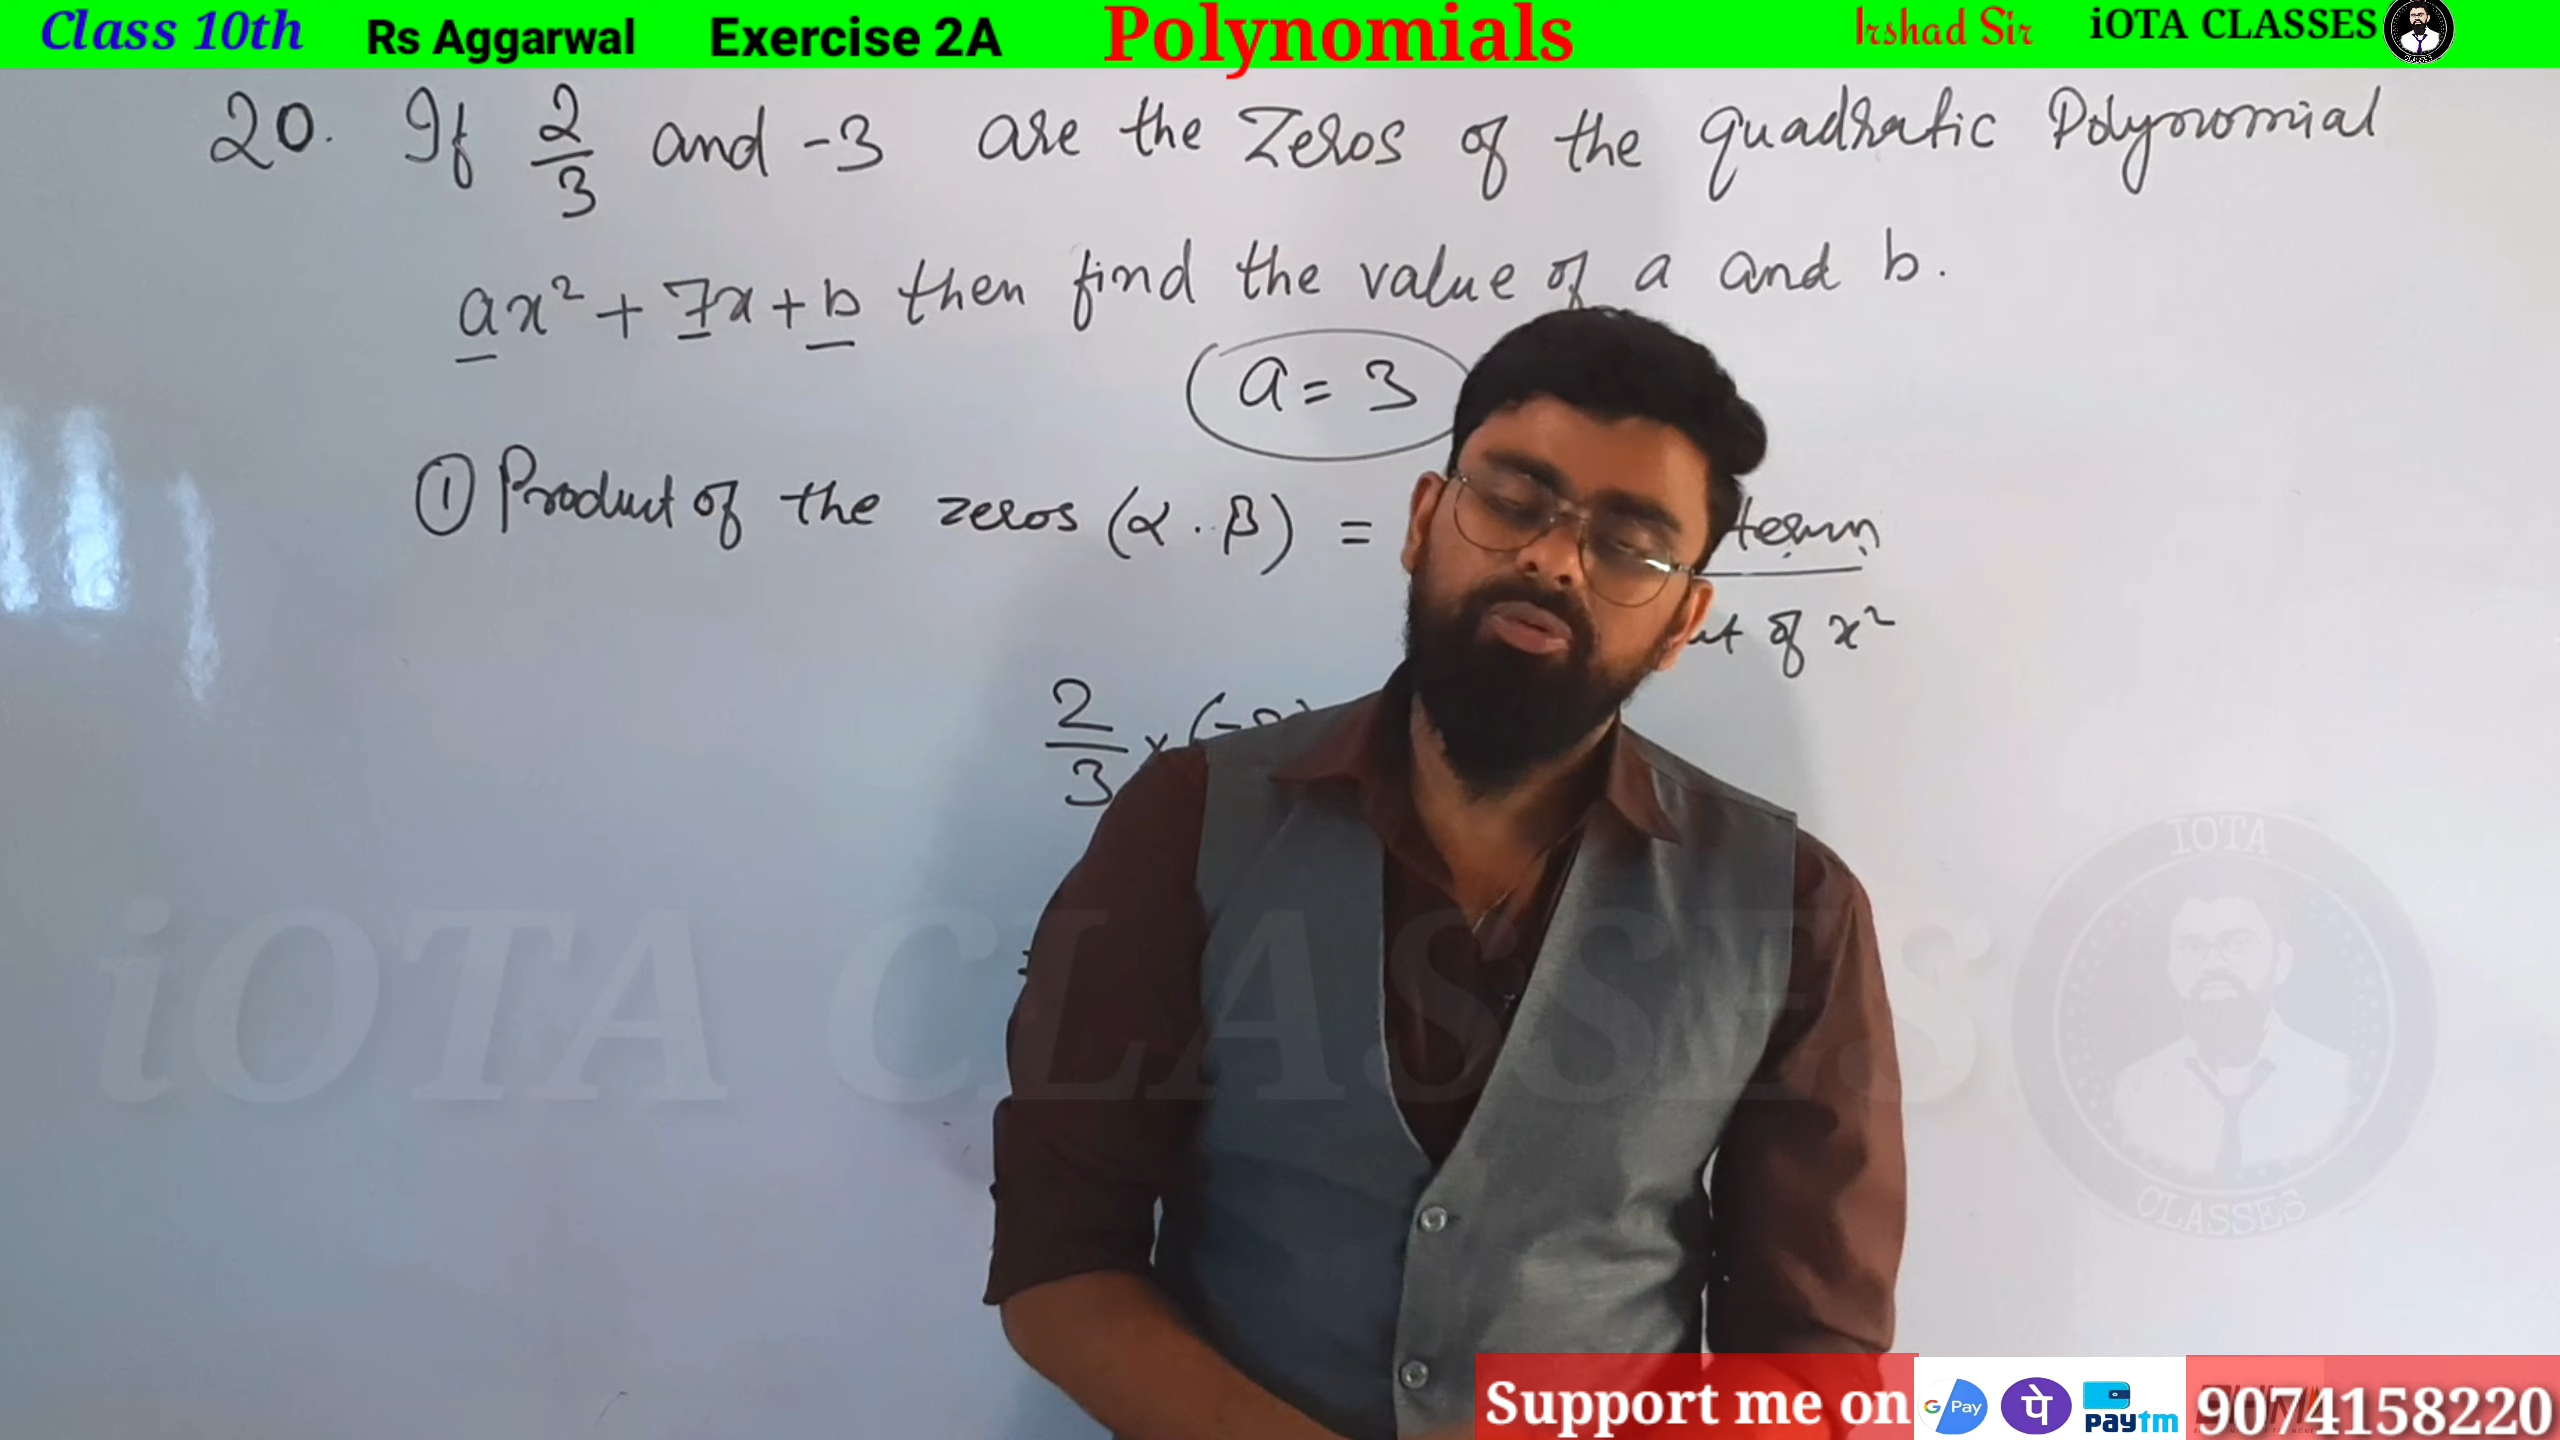 Class 10th Rs Aggarwal Exercise 2A Polynomials Irshad Sir iOTA CLASSES
20. If 2/3 and -3 are the Zeros of the quadratic Polynomial
ax² + 7x + b then find the value of a and b.
a = 3
① Product of the zeros (α . β) = term
of x²
2/3 × (-
iOTA CLASSES
IOTA
CLASSES
Support me on G Pay पे paytm 9074158220